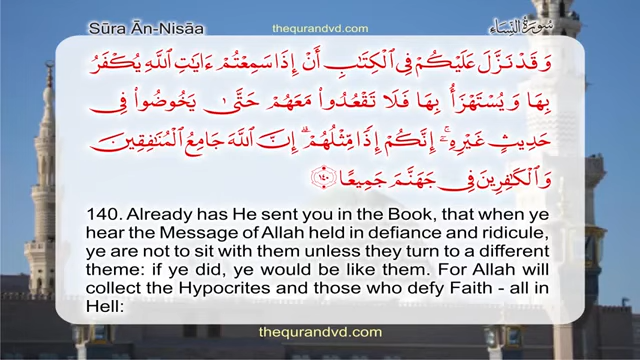 Sūra Ān-Nisāa
thequrandvd.com
سُورَةُ النِّسَاء
وَقَدْ نَزَّلَ عَلَيْكُمْ فِي الْكِتَٰبِ أَنْ إِذَا سَمِعْتُمْ ءَايَٰتِ اللَّهِ يُكْفَرُ
بِهَا وَيُسْتَهْزَأُ بِهَا فَلَا تَقْعُدُوا۟ مَعَهُمْ حَتَّىٰ يَخُوضُوا۟ فِي
حَدِيثٍ غَيْرِهِۦٓ ۚ إِنَّكُمْ إِذًا مِّثْلُهُمْ ۗ إِنَّ اللَّهَ جَامِعُ الْمُنَٰفِقِينَ
وَالْكَٰفِرِينَ فِي جَهَنَّمَ جَمِيعًا ١٤٠
140. Already has He sent you in the Book, that when ye
hear the Message of Allah held in defiance and ridicule,
ye are not to sit with them unless they turn to a different
theme: if ye did, ye would be like them. For Allah will
collect the Hypocrites and those who defy Faith - all in
Hell:
thequrandvd.com